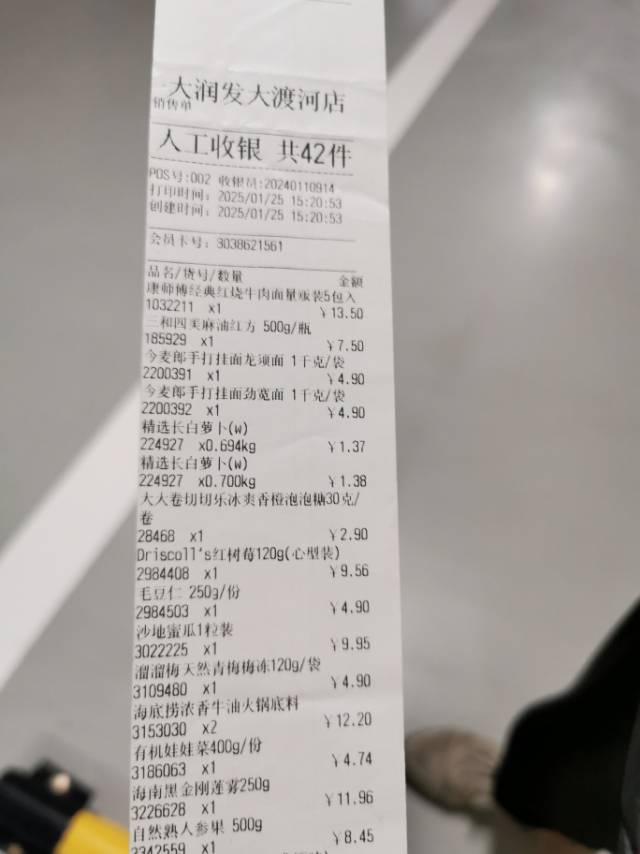 大润发大渡河店
销售单
人工收银 共42件
POS号:002 收银员:20240110914
打印时间: 2025/01/25 15:20:53
创建时间: 2025/01/25 15:20:53
会员卡号: 3038621561
品名/货号/数量 金额
康师傅经典红烧牛肉面量贩装5包入
1032211 x1 ￥13.50
三和四美麻油红方 500g/瓶
185929 x1 ￥7.50
今麦郎手打挂面龙须面 1千克/袋
2200391 x1 ￥4.90
今麦郎手打挂面劲宽面 1千克/袋
2200392 x1 ￥4.90
精选长白萝卜(W)
224927 x0.694kg ￥1.37
精选长白萝卜(W)
224927 x0.700kg ￥1.38
大大卷切切乐冰爽香橙泡泡糖30克/
卷
28468 x1 ￥2.90
Driscoll's红树莓120g(心型装)
2984408 x1 ￥9.56
毛豆仁 250g/份
2984503 x1 ￥4.90
沙地蜜瓜1粒装
3022225 x1 ￥9.95
溜溜梅天然青梅梅冻120g/袋
3109480 x1 ￥4.90
海底捞浓香牛油火锅底料
3153030 x2 ￥12.20
有机娃娃菜400g/份
3186063 x1 ￥4.74
海南黑金刚莲雾250g
3226628 x1 ￥11.96
自然熟人参果 500g
3342559 x1 ￥8.45